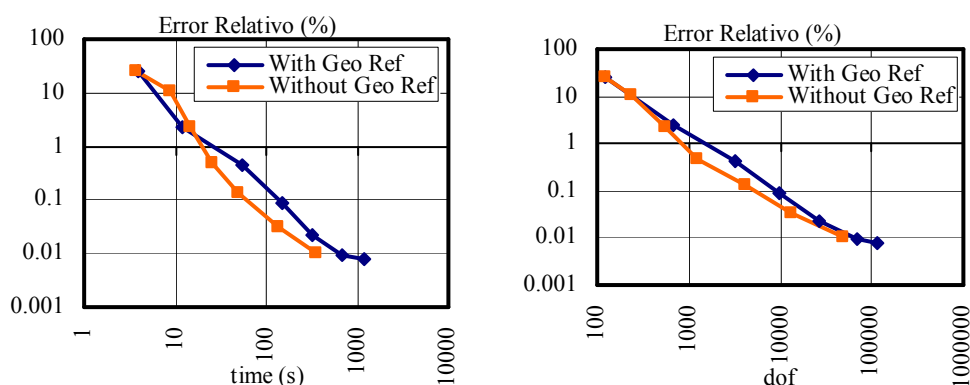 Error Relativo (%)
100
10
1
0.1
0.01
0.001
With Geo Ref
Without Geo Ref
1
10
100
1000
10000
time (s)
Error Relativo (%)
100
10
1
0.1
0.01
0.001
With Geo Ref
Without Geo Ref
100
1000
10000
100000
1000000
dof